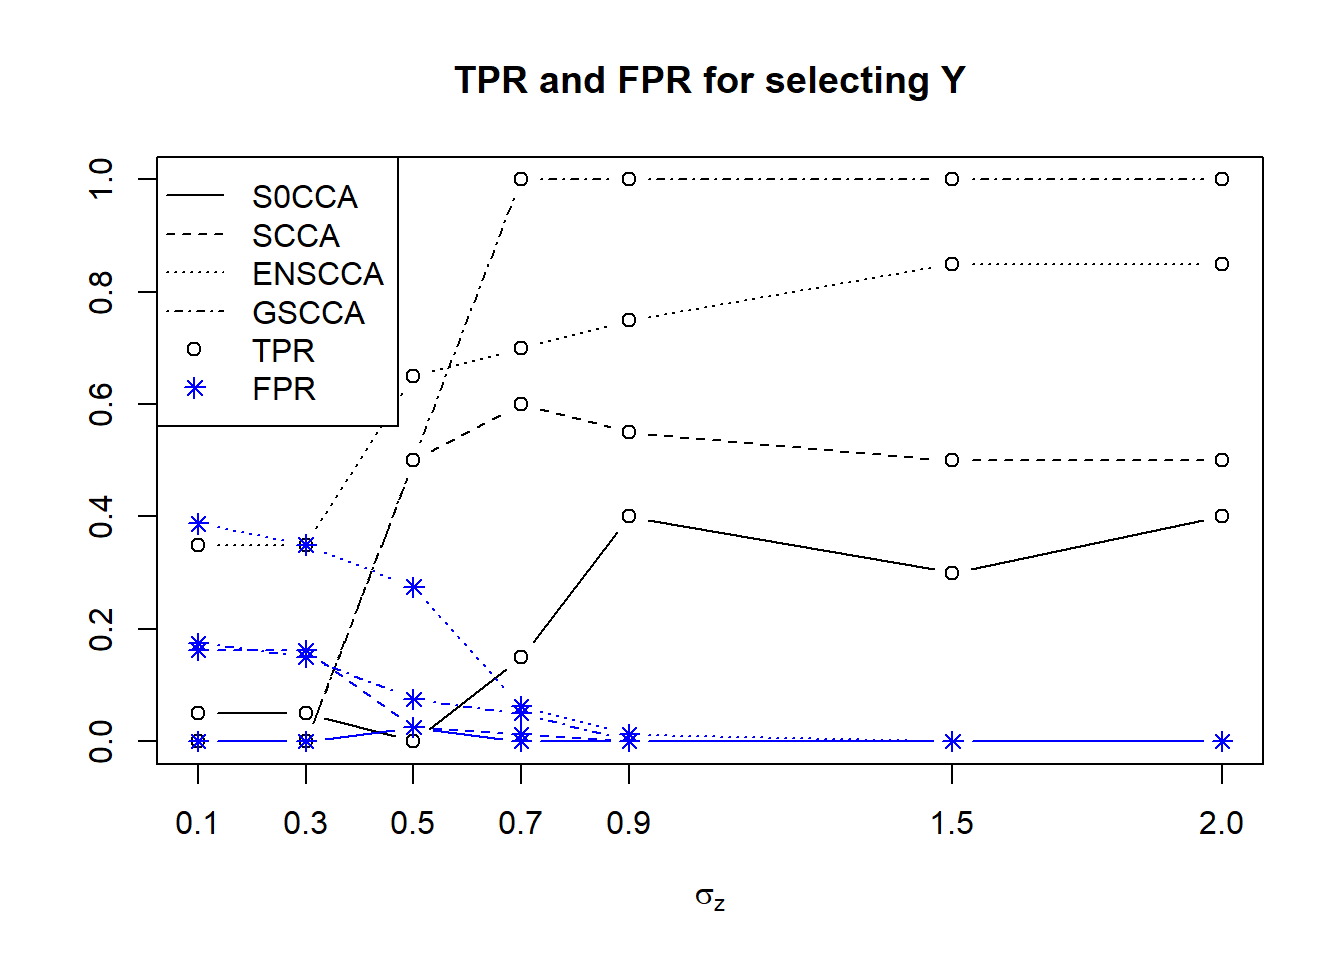 TPR and FPR for selecting Y
S0CCA
SCCA
ENSCCA
GSCCA
TPR
FPR
1.0
0.8
0.6
0.4
0.2
0.0
0.1 0.3 0.5 0.7 0.9 1.5 2.0
σz